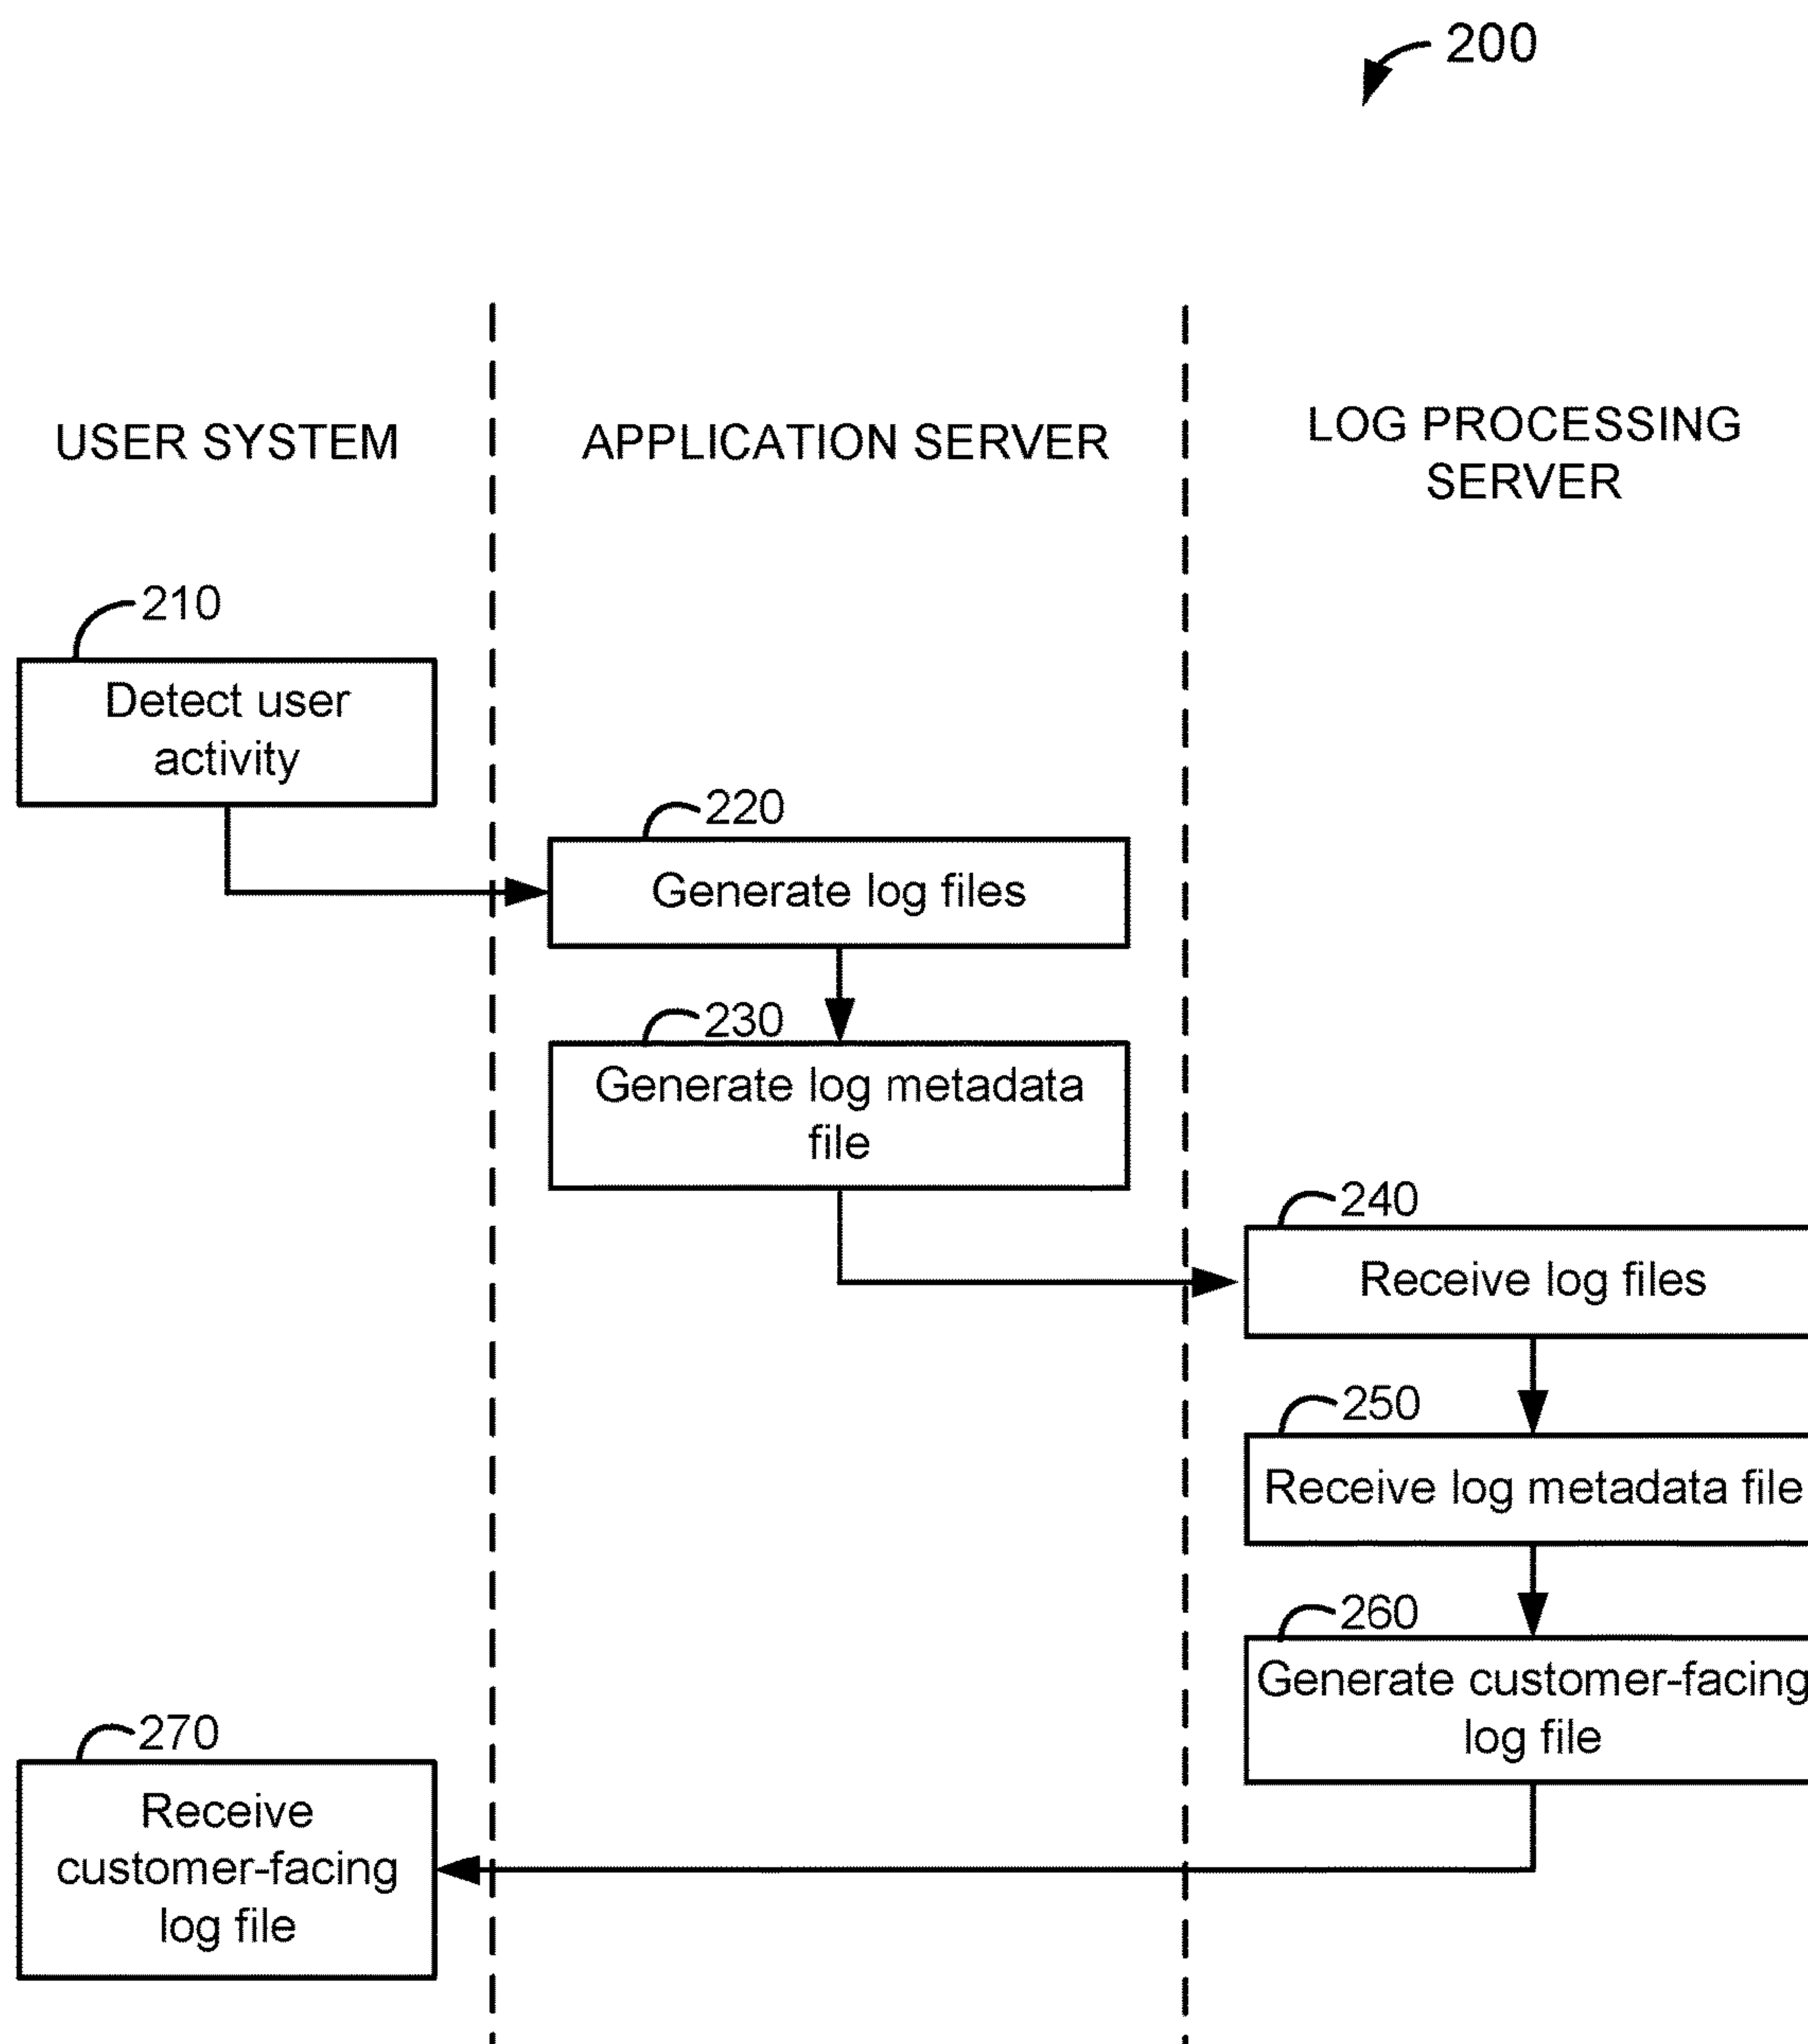 200
USER SYSTEM
APPLICATION SERVER
LOG PROCESSING
SERVER
210
Detect user
activity
220
Generate log files
230
Generate log metadata
file
240
Receive log files
250
Receive log metadata file
260
Generate customer-facing
log file
270
Receive
customer-facing
log file